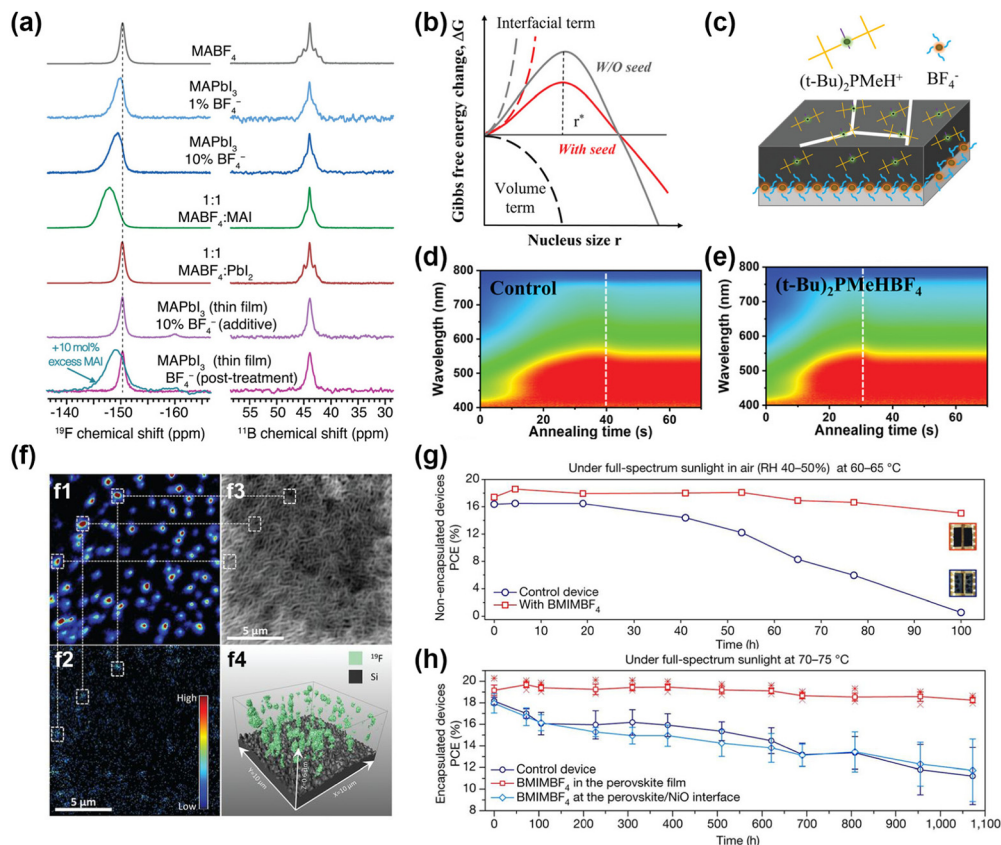 (a)
MABF₄
MAPbI₃
1% BF₄⁻
MAPbI₃
10% BF₄⁻
1:1
MABF₄:MAI
1:1
MABF₄:PbI₂
MAPbI₃ (thin film)
10% BF₄⁻ (additive)
+10 mol%
excess MAI
MAPbI₃ (thin film)
BF₄⁻ (post-treatment)
-140 -150 -160
¹⁹F chemical shift (ppm)
55 50 45 40 35 30
¹¹B chemical shift (ppm)
(b)
Interfacial term
W/O seed
r*
With seed
Volume
term
Gibbs free energy change, ΔG
Nucleus size r
(c)
(t-Bu)₂PMeH⁺
BF₄⁻
(d)
Control
800
700
600
500
400
Wavelength (nm)
0 20 40 60
Annealing time (s)
(e)
(t-Bu)₂PMeHBF₄
800
700
600
500
400
Wavelength (nm)
0 20 40 60
Annealing time (s)
(f)
f1
f3
5 μm
f2
High
Low
5 μm
f4
¹⁹F
Si
Y=10 μm
X=10 μm
(g)
Under full-spectrum sunlight in air (RH 40–50%) at 60–65 °C
Non-encapsulated devices
PCE (%)
20
16
12
8
4
0
Control device
With BMIMBF₄
0 10 20 30 40 50 60 70 80 90 100
Time (h)
(h)
Under full-spectrum sunlight at 70–75 °C
Encapsulated devices
PCE (%)
20
18
16
14
12
10
8
Control device
BMIMBF₄ in the perovskite film
BMIMBF₄ at the perovskite/NiO interface
0 100 200 300 400 500 600 700 800 900 1,000 1,100
Time (h)